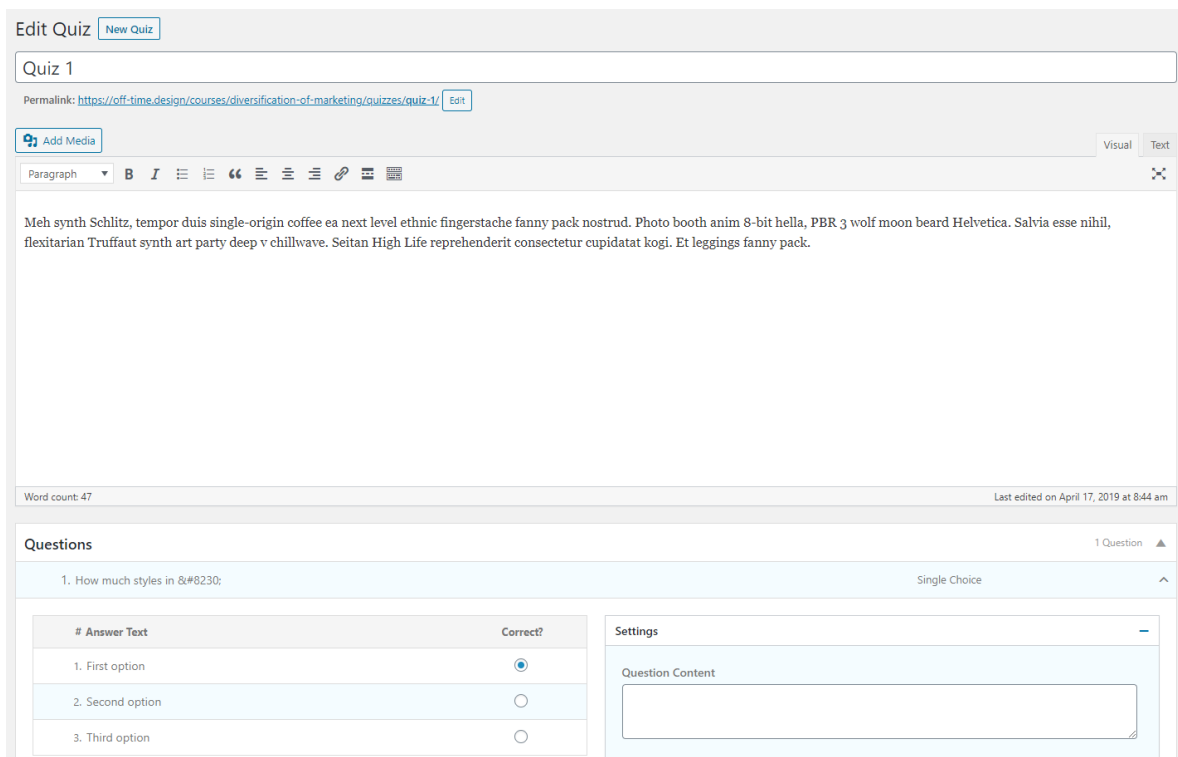 Edit Quiz New Quiz
Quiz 1
Permalink: https://off-time.design/courses/diversification-of-marketing/quizzes/quiz-1/ Edit
Add Media
Visual Text
Paragraph B I
Meh synth Schlitz, tempor duis single-origin coffee ea next level ethnic fingerstache fanny pack nostrud. Photo booth anim 8-bit hella, PBR 3 wolf moon beard Helvetica. Salvia esse nihil,
flexitarian Truffaut synth art party deep v chillwave. Seitan High Life reprehenderit consectetur cupidatat kogi. Et leggings fanny pack.
Word count: 47 Last edited on April 17, 2019 at 8:44 am
Questions 1 Question
1. How much styles in &#8230; Single Choice
# Answer Text Correct? Settings
1. First option
Question Content
2. Second option
3. Third option